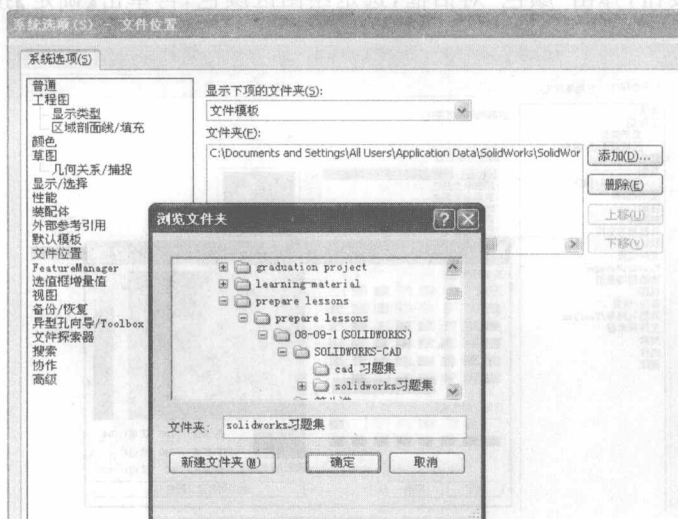 系统选项(S) - 文件位置
系统选项(S)
普通
工程图
显示类型
区域剖面线/填充
颜色
草图
几何关系/捕捉
显示/选择
性能
装配体
外部参考引用
默认模板
文件位置
FeatureManager
选值框增量值
视图
备份/恢复
异型孔向导/Toolbox
文件探索器
搜索
协作
高级
显示下项的文件夹(S):
文件模板
文件夹(F):
C:\Documents and Settings\All Users\Application Data\SolidWorks\SolidWor
添加(D)...
删除(E)
上移(U)
下移(V)
浏览文件夹
graduation project
learning-material
prepare lessons
prepare lessons
08-09-1(SOLIDWORKS)
SOLIDWORKS-CAD
cad 习题集
solidworks习题集
文件夹:
solidworks习题集
新建文件夹(M)
确定
取消